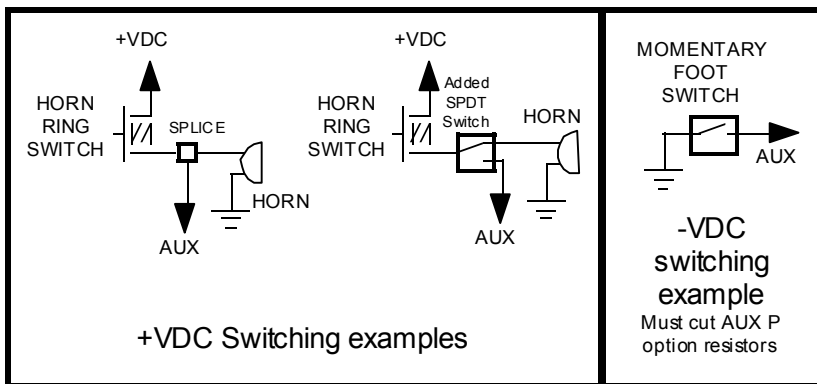 +VDC
HORN
RING
SWITCH
SPLICE
HORN
AUX
+VDC
HORN
RING
SWITCH
Added
SPDT
Switch
HORN
AUX
+VDC Switching examples
MOMENTARY
FOOT
SWITCH
AUX
-VDC
switching
example
Must cut AUX P
option resistors